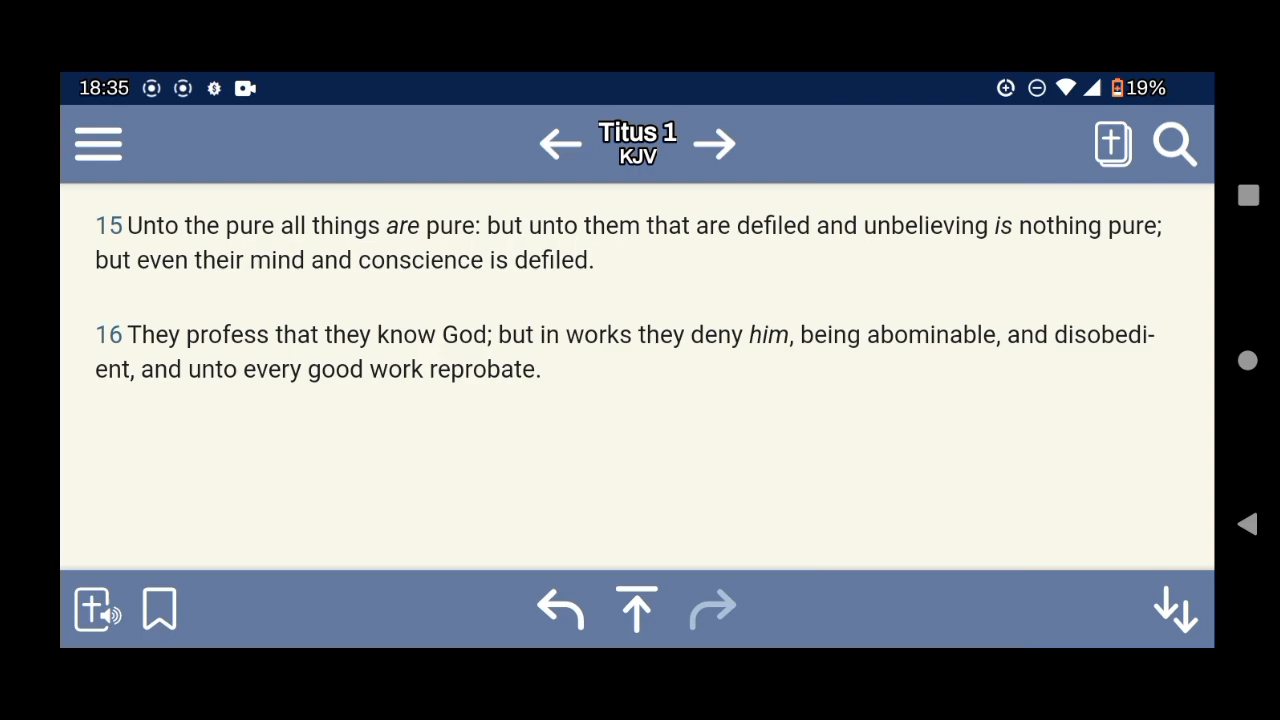 18:35
19%
Titus 1
KJV
15 Unto the pure all things are pure: but unto them that are defiled and unbelieving is nothing pure;
but even their mind and conscience is defiled.
16 They profess that they know God; but in works they deny him, being abominable, and disobedi-
ent, and unto every good work reprobate.